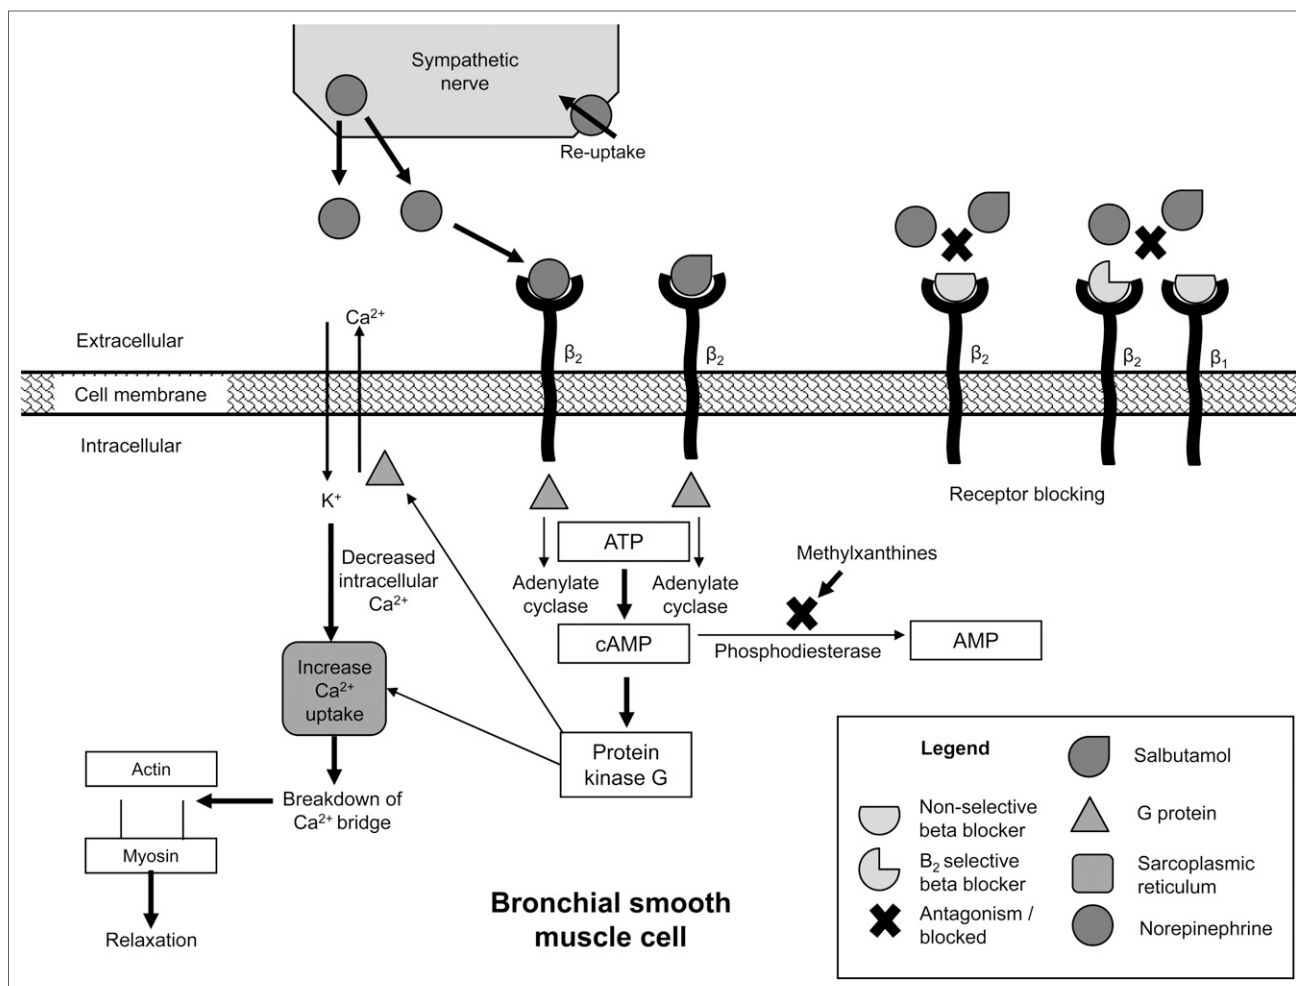 Sympathetic
nerve
Re-uptake
Ca²⁺
Extracellular
β₂
β₂
β₂
β₂
β₁
Cell membrane
Intracellular
K⁺
Receptor blocking
Decreased
intracellular
Ca²⁺
ATP
Adenylate
cyclase
Adenylate
cyclase
Methylxanthines
cAMP
Phosphodiesterase
AMP
Increase
Ca²⁺
uptake
Protein
kinase G
Actin
Breakdown of
Ca²⁺ bridge
Myosin
Relaxation
Bronchial smooth
muscle cell
Legend
Non-selective
beta blocker
B₂ selective
beta blocker
Antagonism /
blocked
Salbutamol
G protein
Sarcoplasmic
reticulum
Norepinephrine